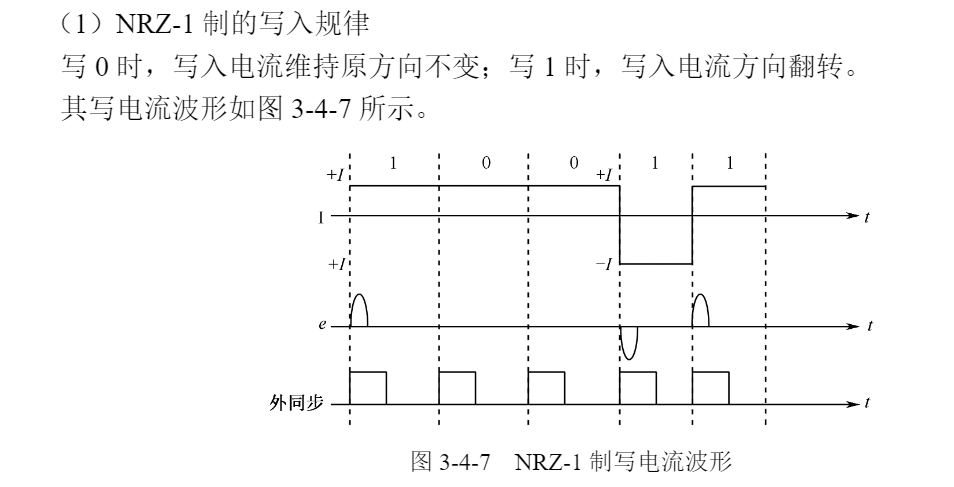 （1）NRZ-1 制的写入规律
写 0 时，写入电流维持原方向不变；写 1 时，写入电流方向翻转。
其写电流波形如图 3-4-7 所示。
1 0 0 1 1
+I +I
I t
+I −I
e t
外同步 t
图 3-4-7 NRZ-1 制写电流波形